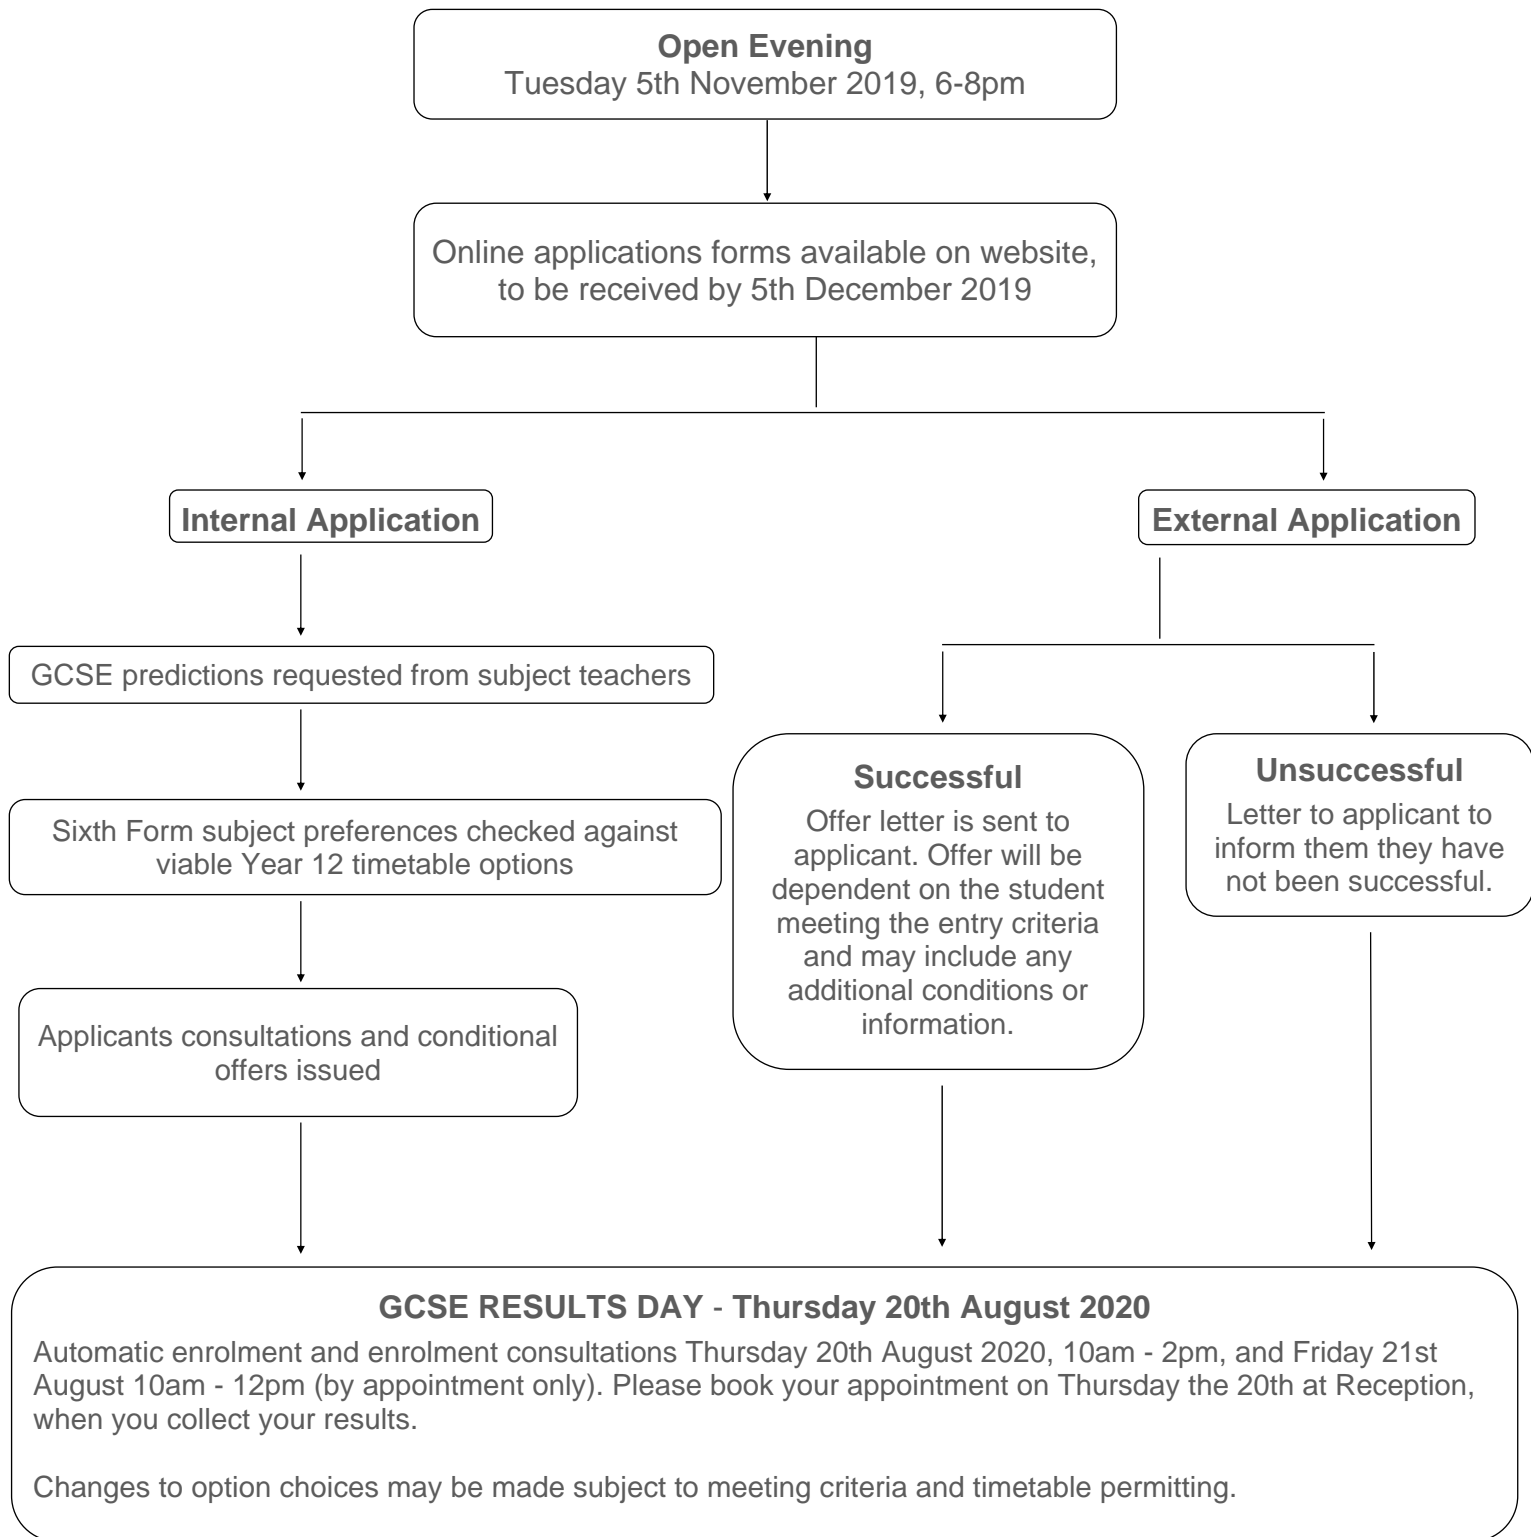 Open Evening
Tuesday 5th November 2019, 6-8pm
Online applications forms available on website,
to be received by 5th December 2019
Internal Application
External Application
GCSE predictions requested from subject teachers
Sixth Form subject preferences checked against
viable Year 12 timetable options
Applicants consultations and conditional
offers issued
Successful
Offer letter is sent to
applicant. Offer will be
dependent on the student
meeting the entry criteria
and may include any
additional conditions or
information.
Unsuccessful
Letter to applicant to
inform them they have
not been successful.
GCSE RESULTS DAY - Thursday 20th August 2020
Automatic enrolment and enrolment consultations Thursday 20th August 2020, 10am - 2pm, and Friday 21st
August 10am - 12pm (by appointment only). Please book your appointment on Thursday the 20th at Reception,
when you collect your results.
Changes to option choices may be made subject to meeting criteria and timetable permitting.